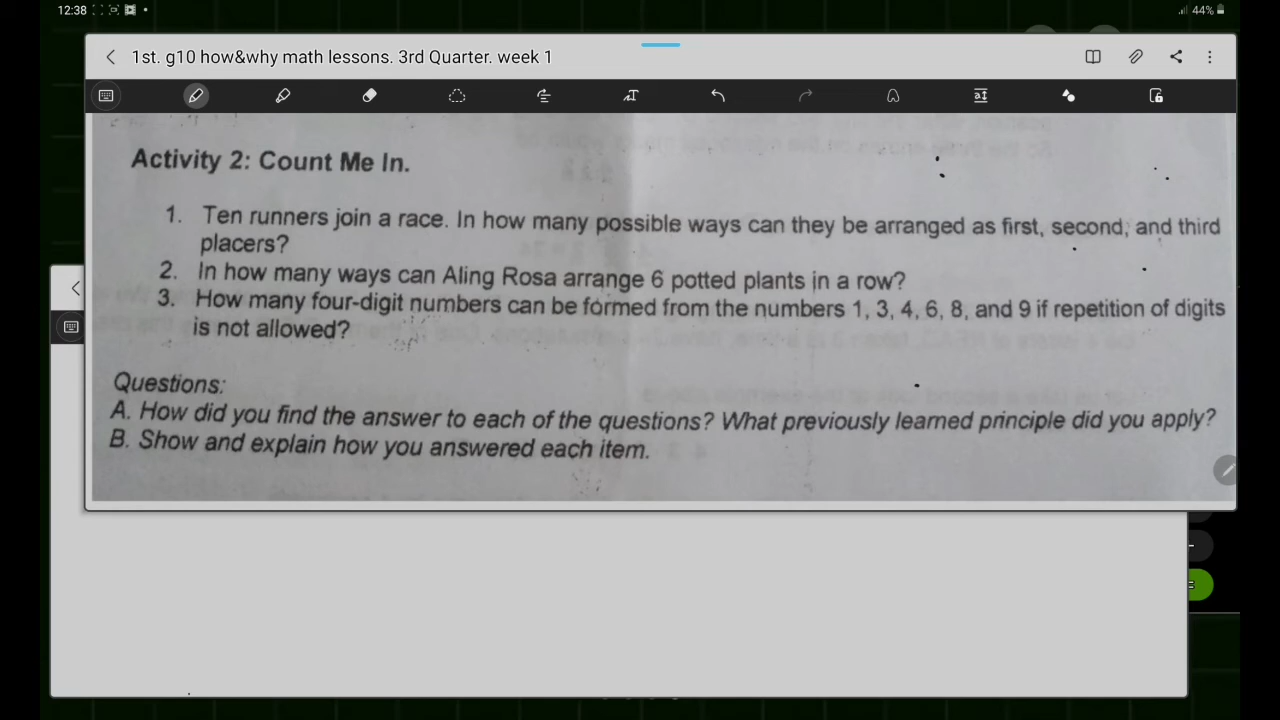 12:38
44%
1st. g10 how&why math lessons. 3rd Quarter. week 1
Activity 2: Count Me In.
1. Ten runners join a race. In how many possible ways can they be arranged as first, second, and third
placers?
2. In how many ways can Aling Rosa arrange 6 potted plants in a row?
3. How many four-digit numbers can be formed from the numbers 1, 3, 4, 6, 8, and 9 if repetition of digits
is not allowed?
Questions:
A. How did you find the answer to each of the questions? What previously learned principle did you apply?
B. Show and explain how you answered each item.